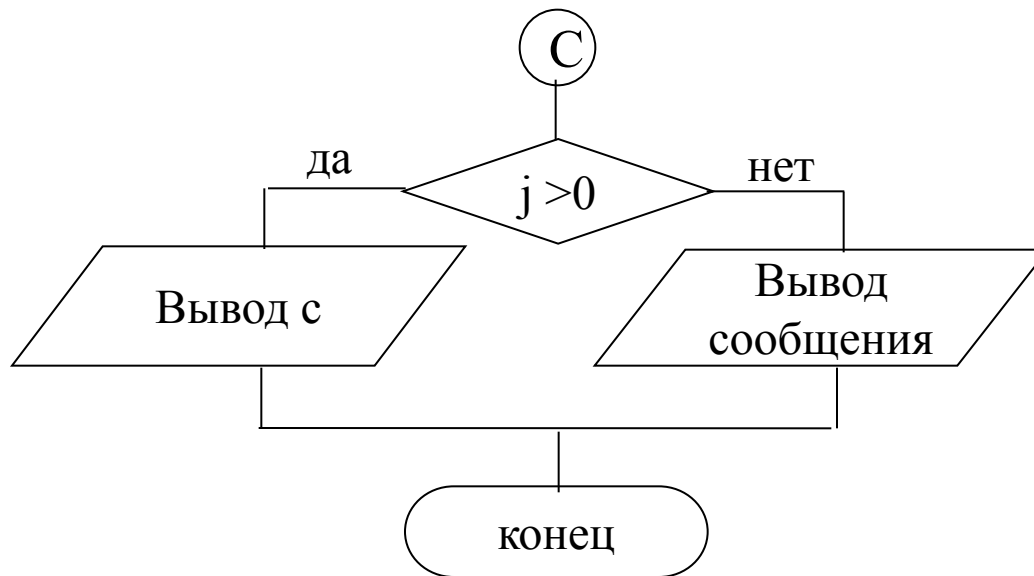 С
да
нет
j >0
Вывод с
Вывод
сообщения
конец